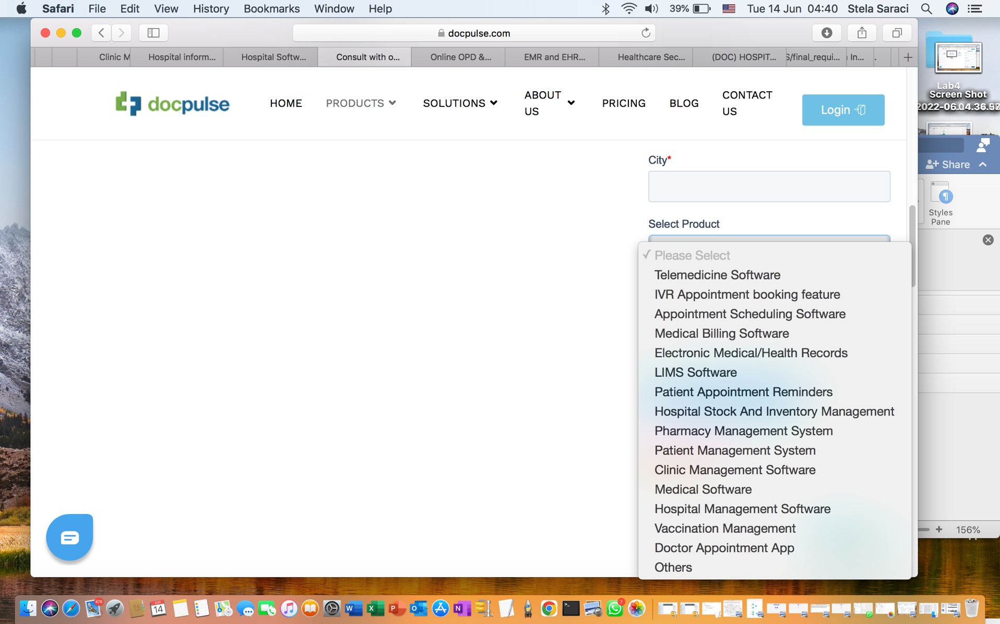 Safari File Edit View History Bookmarks Window Help 39% Tue 14 Jun 04:40 Stela Saraci
docpulse.com
Clinic M Hospital inform... Hospital Softw... Consult with o... Online OPD &... EMR and EHR... Healthcare Sec... (DOC) HOSPIT... S/final_requi... In...
docpulse
HOME PRODUCTS SOLUTIONS ABOUT US PRICING BLOG CONTACT US Login
Lab4
Screen Shot
2022-06...04.36.57
Share
Styles
Pane
City*
Select Product
✓ Please Select
Telemedicine Software
IVR Appointment booking feature
Appointment Scheduling Software
Medical Billing Software
Electronic Medical/Health Records
LIMS Software
Patient Appointment Reminders
Hospital Stock And Inventory Management
Pharmacy Management System
Patient Management System
Clinic Management Software
Medical Software
Hospital Management Software
Vaccination Management
Doctor Appointment App
Others
156%
475
JUN
14
7